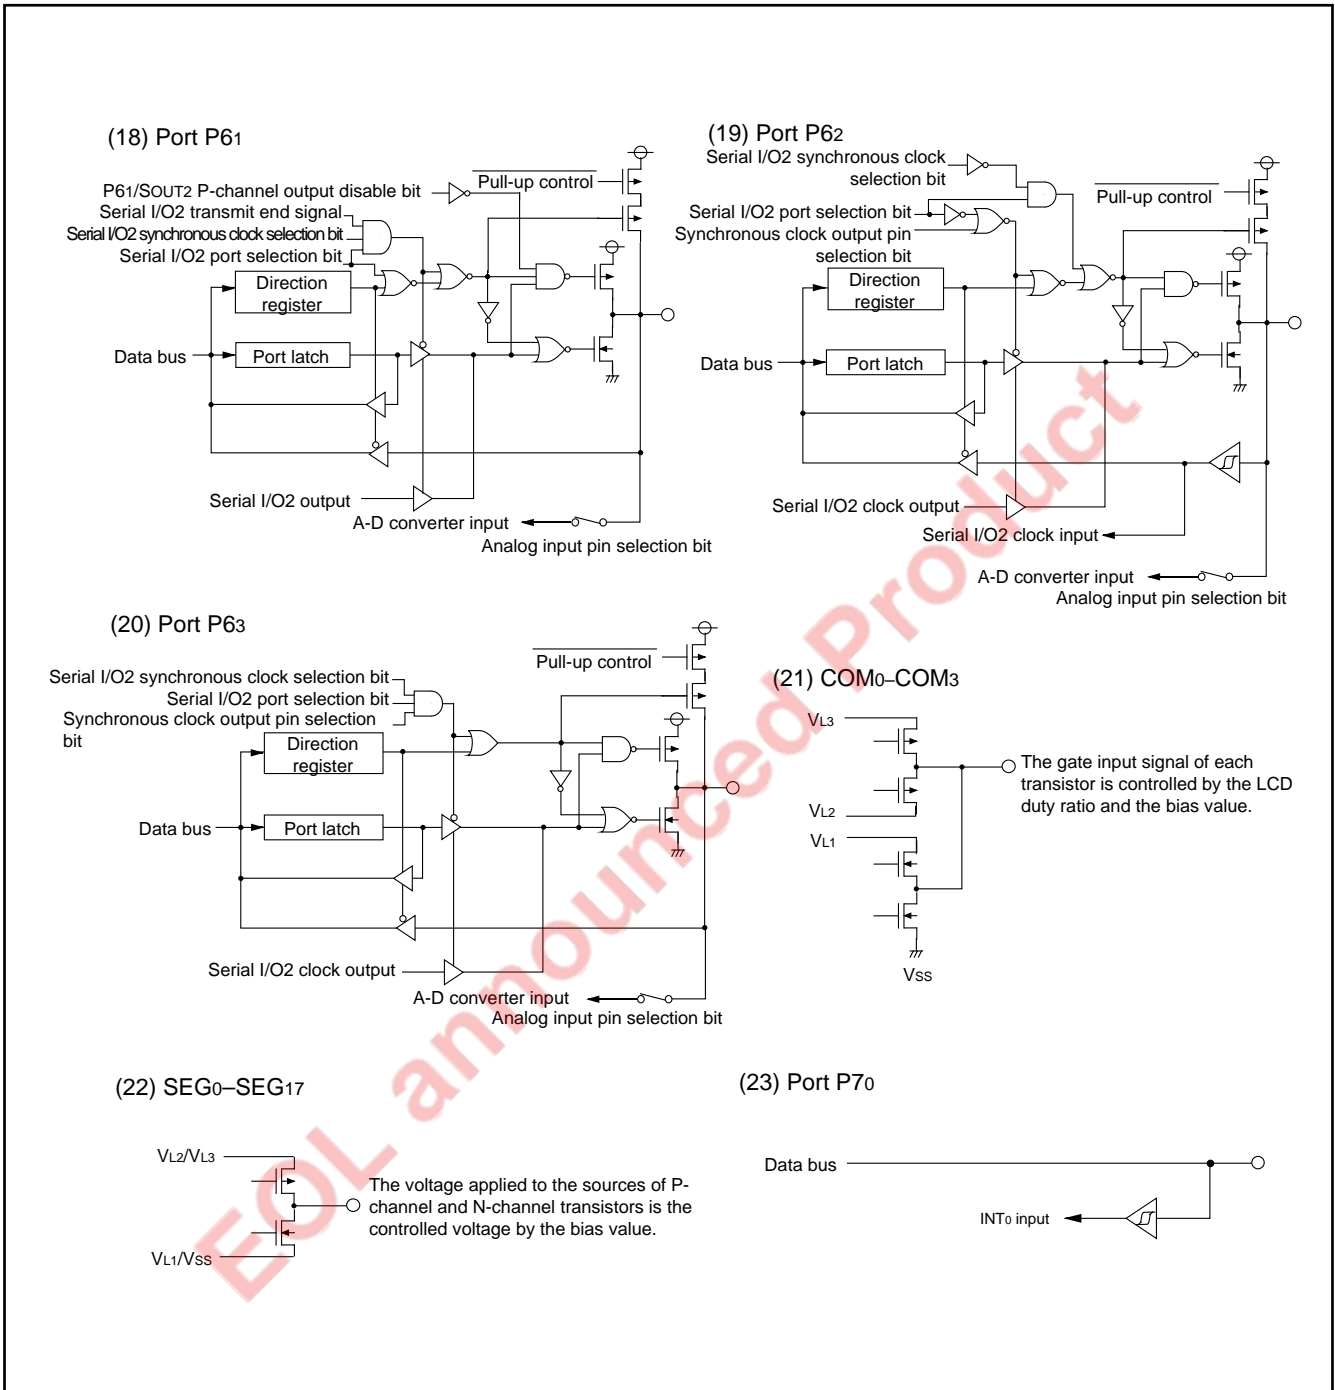 (18) Port P61
P61/SOUT2 P-channel output disable bit
Pull-up control
Serial I/O2 transmit end signal
Serial I/O2 synchronous clock selection bit
Serial I/O2 port selection bit
Direction
register
Data bus
Port latch
Serial I/O2 output
A-D converter input
Analog input pin selection bit
(19) Port P62
Serial I/O2 synchronous clock
selection bit
Pull-up control
Serial I/O2 port selection bit
Synchronous clock output pin
selection bit
Direction
register
Data bus
Port latch
Serial I/O2 clock output
Serial I/O2 clock input
A-D converter input
Analog input pin selection bit
(20) Port P63
Pull-up control
Serial I/O2 synchronous clock selection bit
Serial I/O2 port selection bit
Synchronous clock output pin selection
bit
Direction
register
Data bus
Port latch
Serial I/O2 clock output
A-D converter input
Analog input pin selection bit
(21) COM0–COM3
VL3
The gate input signal of each
transistor is controlled by the LCD
duty ratio and the bias value.
VL2
VL1
VSS
(22) SEG0–SEG17
VL2/VL3
The voltage applied to the sources of P-
channel and N-channel transistors is the
controlled voltage by the bias value.
VL1/VSS
(23) Port P70
Data bus
INT0 input
EOL announced Product